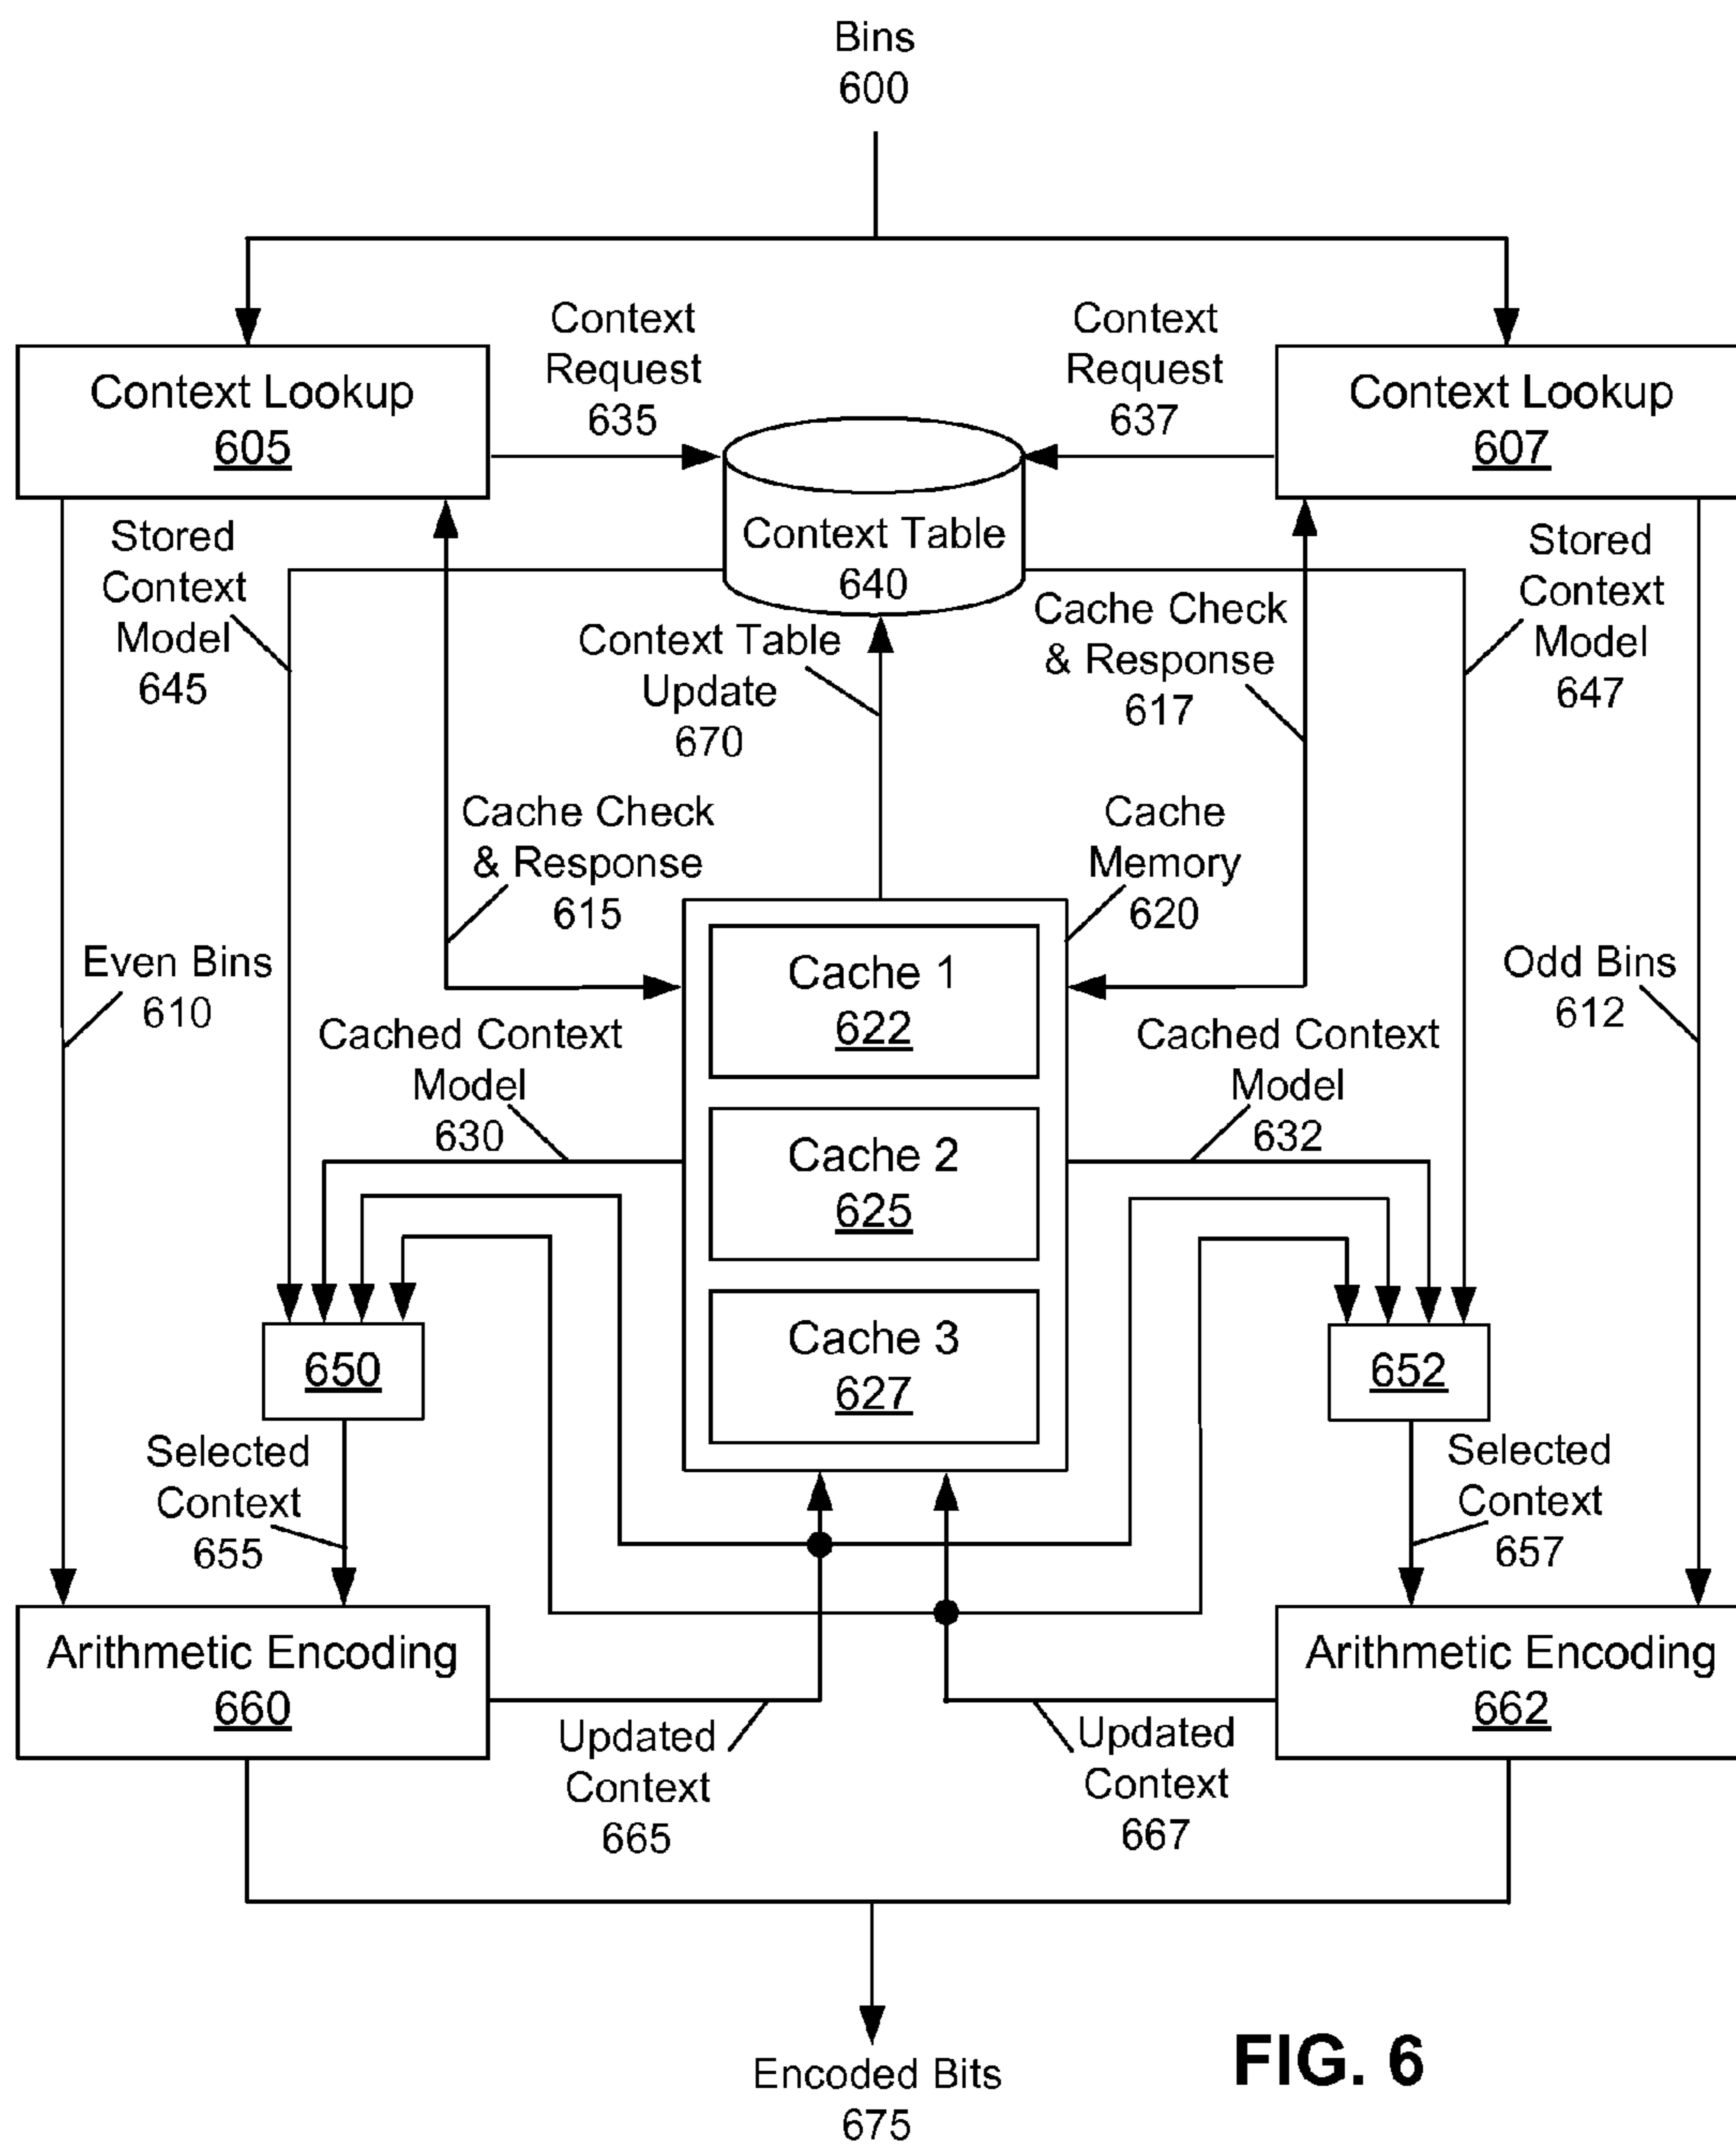 Bins
600
Context
Request
635
Context
Request
637
Context Lookup
605
Context Lookup
607
Context Table
640
Stored
Context
Model
645
Stored
Context
Model
647
Cache Check
& Response
617
Context Table
Update
670
Cache Check
& Response
615
Cache
Memory
620
Even Bins
610
Odd Bins
612
Cache 1
622
Cached Context
Model
630
Cached Context
Model
632
Cache 2
625
Cache 3
627
650
652
Selected
Context
655
Selected
Context
657
Arithmetic Encoding
660
Arithmetic Encoding
662
Updated
Context
665
Updated
Context
667
Encoded Bits
675
FIG. 6